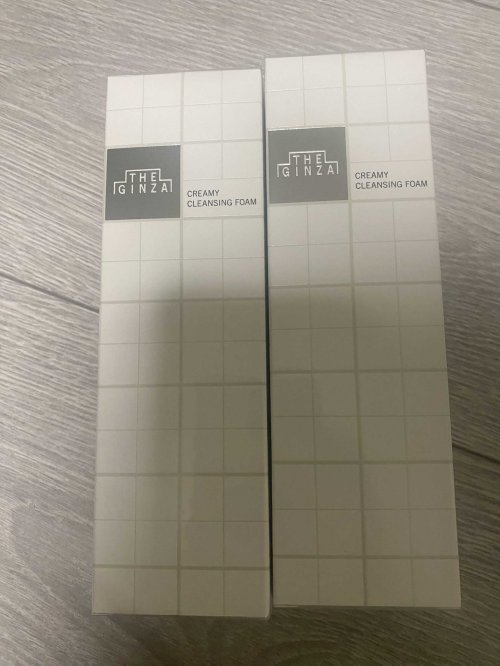 THE
GINZA
CREAMY
CLEANSING FOAM
THE
GINZA
CREAMY
CLEANSING FOAM